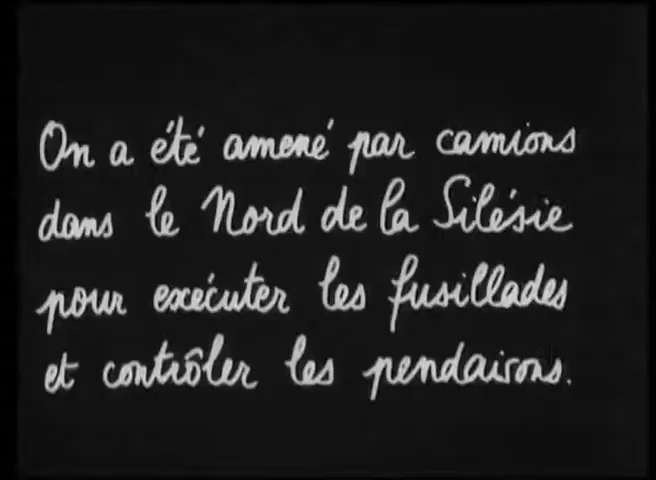 On a été amené par camions
dans le Nord de la Silésie
pour exécuter les fusillades
et contrôler les pendaisons.